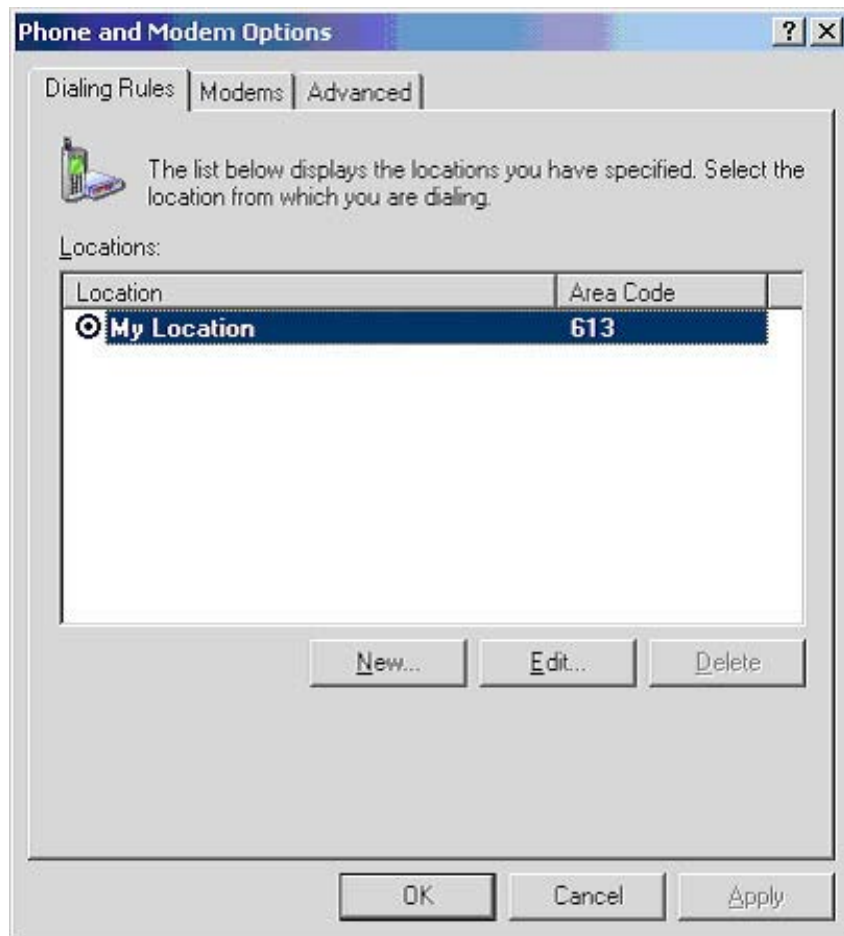 Phone and Modem Options
Dialing Rules Modems Advanced
The list below displays the locations you have specified. Select the
location from which you are dialing.
Locations:
Location Area Code
My Location 613
New... Edit... Delete
OK Cancel Apply